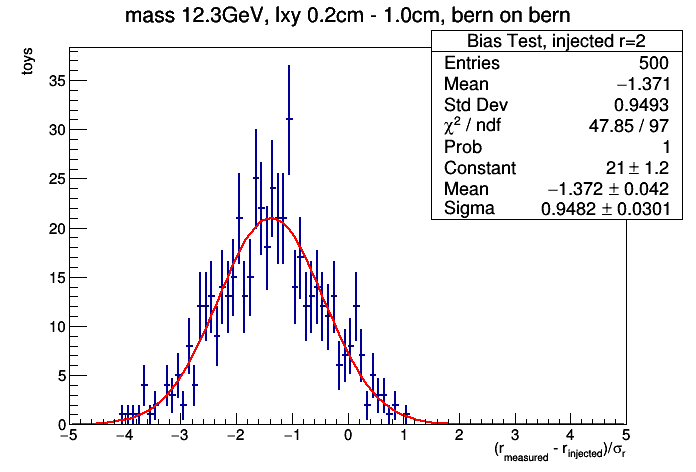 mass 12.3GeV, lxy 0.2cm - 1.0cm, bern on bern
Bias Test, injected r=2
Entries 500
Mean −1.371
Std Dev 0.9493
χ² / ndf 47.85 / 97
Prob 1
Constant 21 ± 1.2
Mean −1.372 ± 0.042
Sigma 0.9482 ± 0.0301
toys
35
30
25
20
15
10
5
0
−5 −4 −3 −2 −1 0 1 2 3 4 5
(r_measured - r_injected)/σ_r